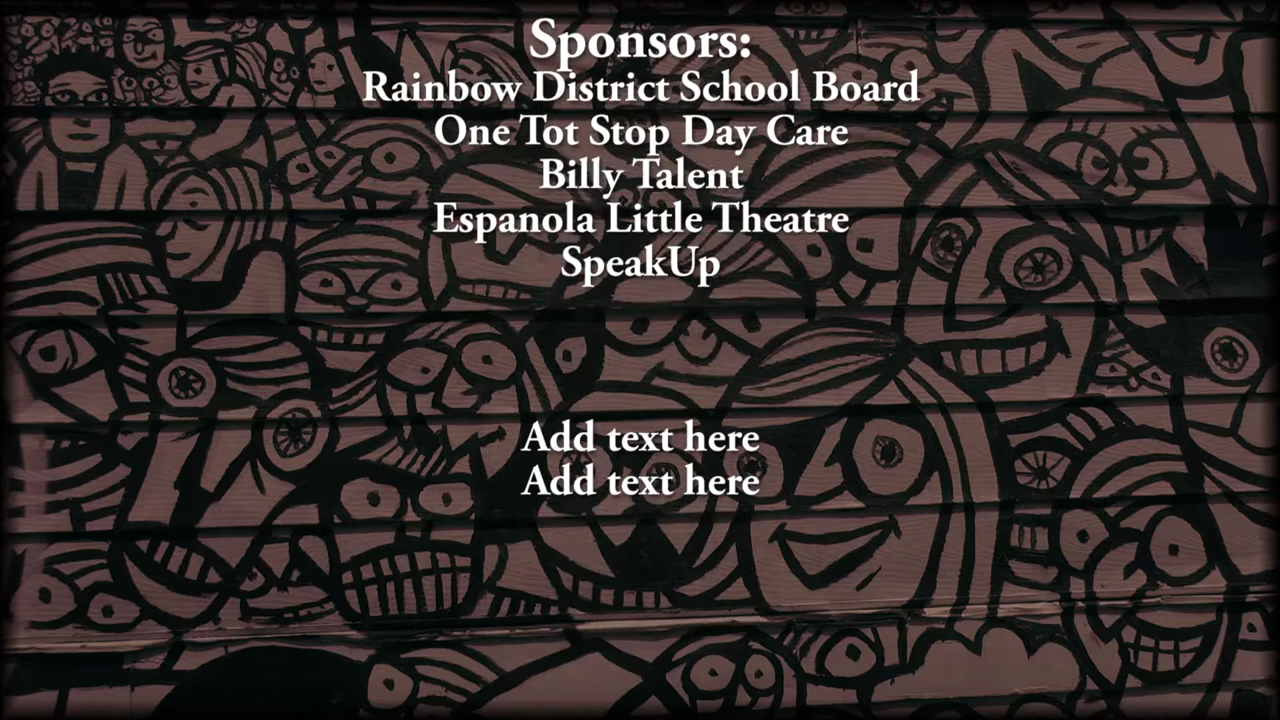 Sponsors:
Rainbow District School Board
One Tot Stop Day Care
Billy Talent
Espanola Little Theatre
SpeakUp
Add text here
Add text here